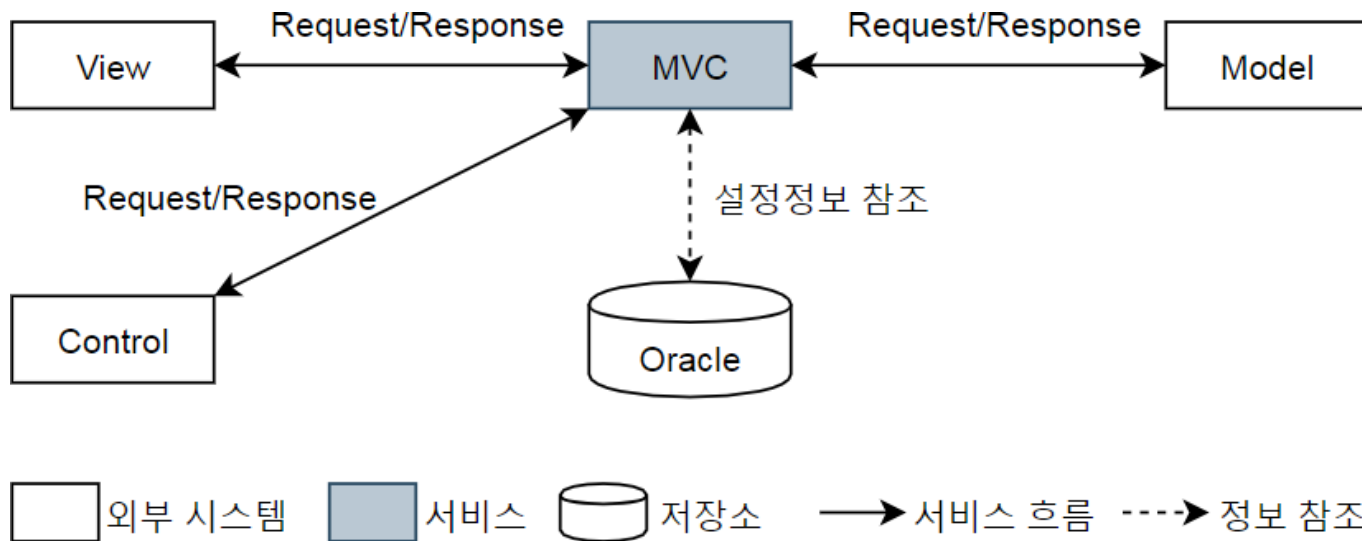 Request/Response
Request/Response
View
MVC
Model
Request/Response
설정정보 참조
Control
Oracle
외부 시스템
서비스
저장소
서비스 흐름
정보 참조